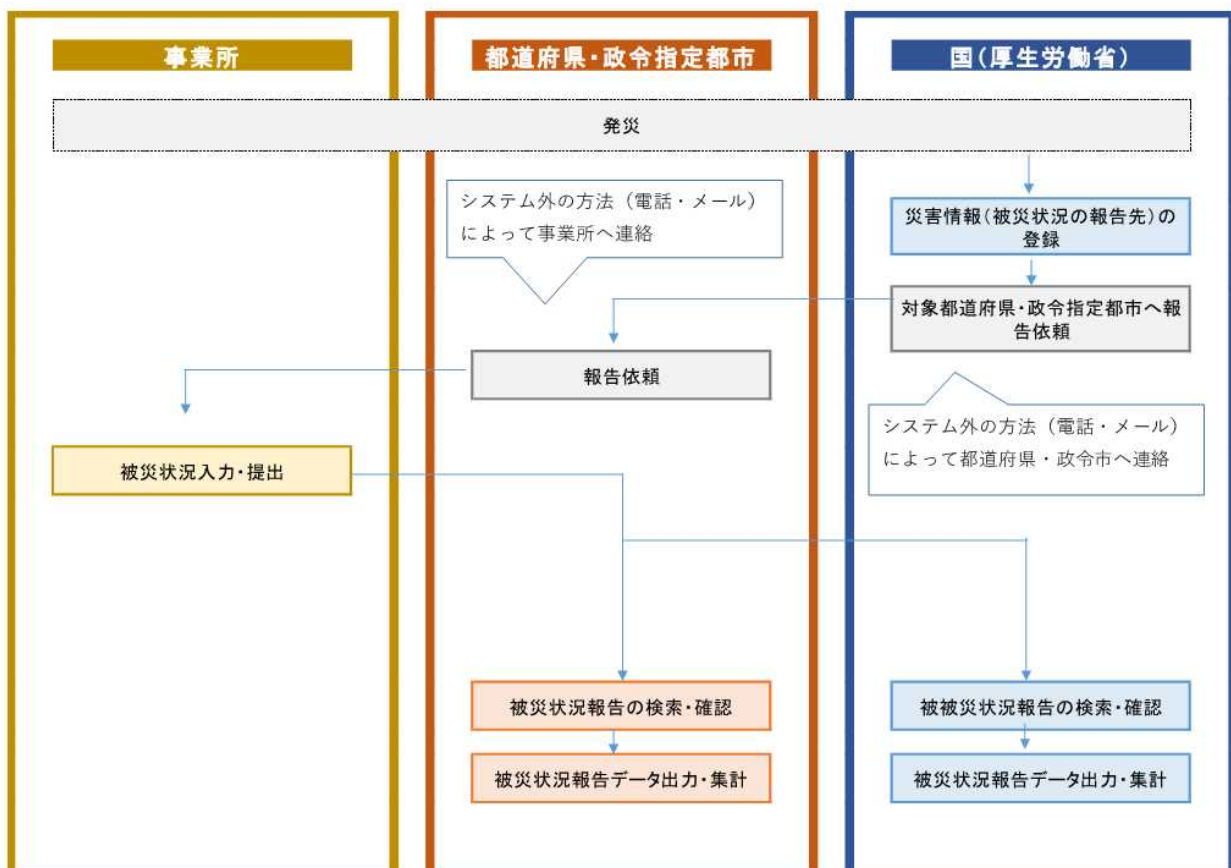 事業所
都道府県・政令指定都市
国(厚生労働省)
発災
システム外の方法（電話・メール）
によって事業所へ連絡
災害情報(被災状況の報告先)の
登録
対象都道府県・政令指定都市へ報
告依頼
報告依頼
システム外の方法（電話・メール）
によって都道府県・政令市へ連絡
被災状況入力・提出
被災状況報告の検索・確認
被被災状況報告の検索・確認
被災状況報告データ出力・集計
被災状況報告データ出力・集計